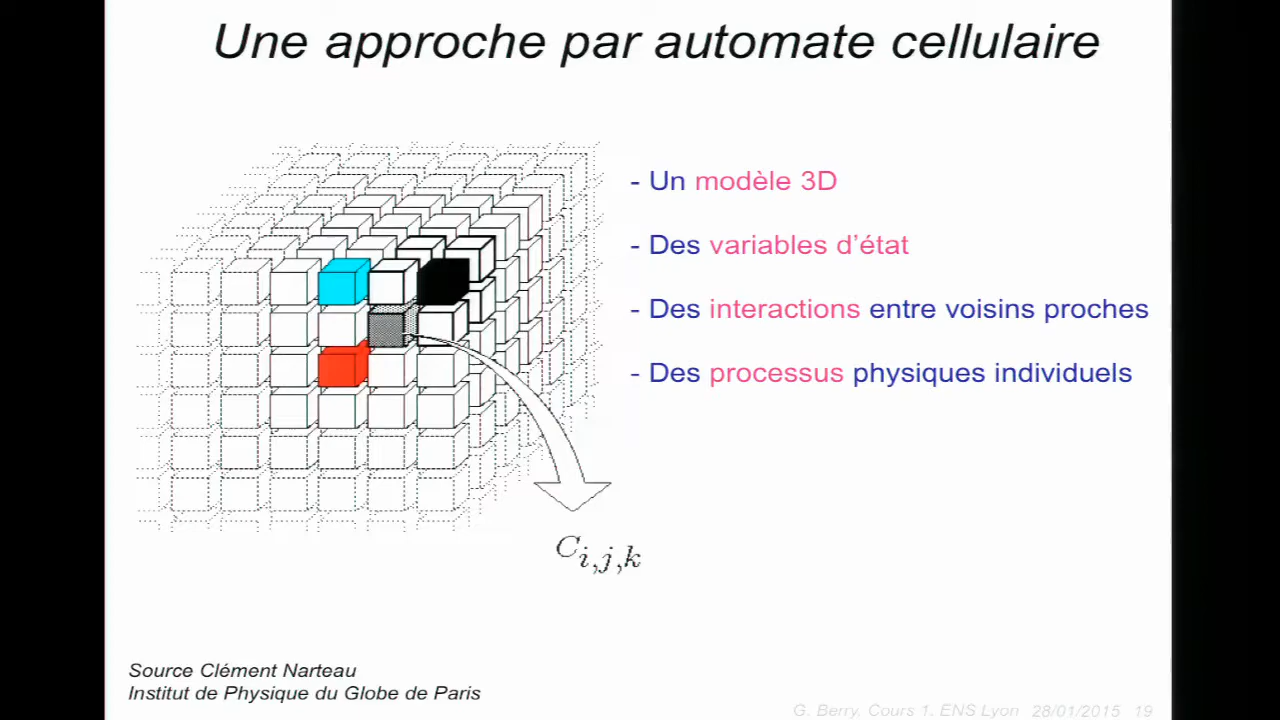 Une approche par automate cellulaire
- Un modèle 3D
- Des variables d'état
- Des interactions entre voisins proches
- Des processus physiques individuels
C i,j,k
Source Clément Narteau
Institut de Physique du Globe de Paris
G. Berry, Cours 1, ENS Lyon 28/01/2015 19